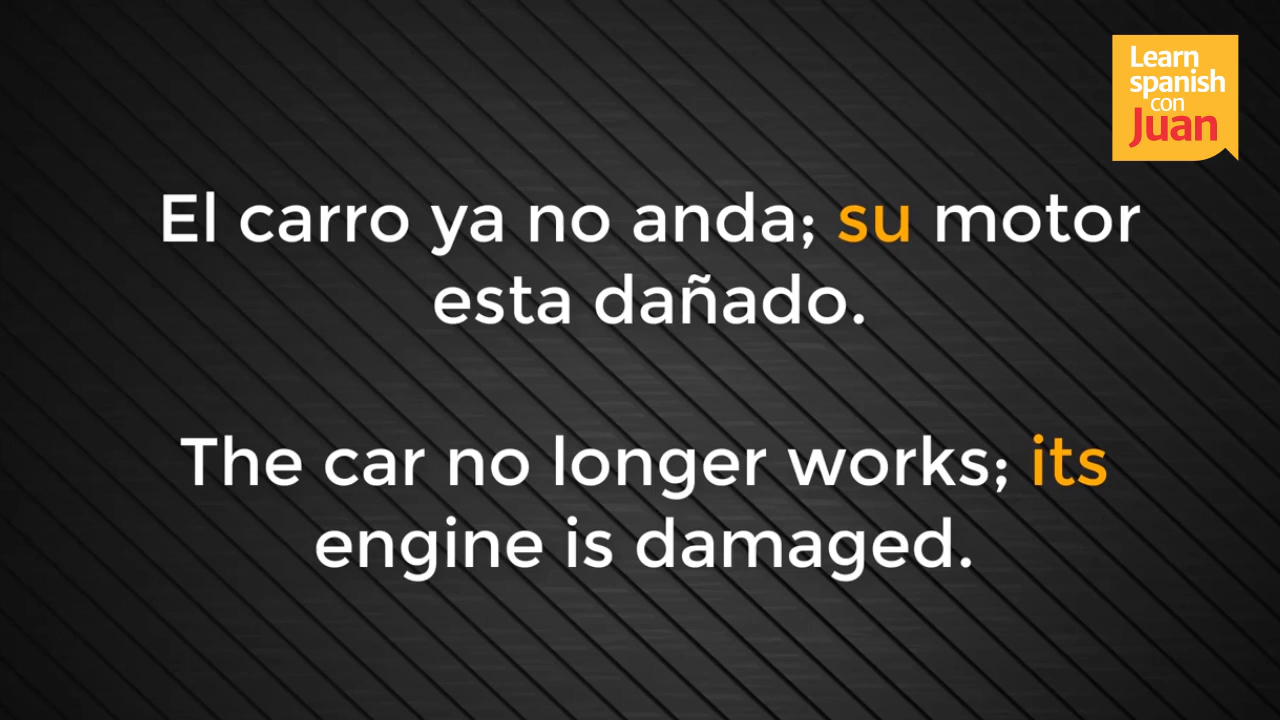 Learn
spanish
con
Juan
El carro ya no anda; su motor
esta dañado.
The car no longer works; its
engine is damaged.